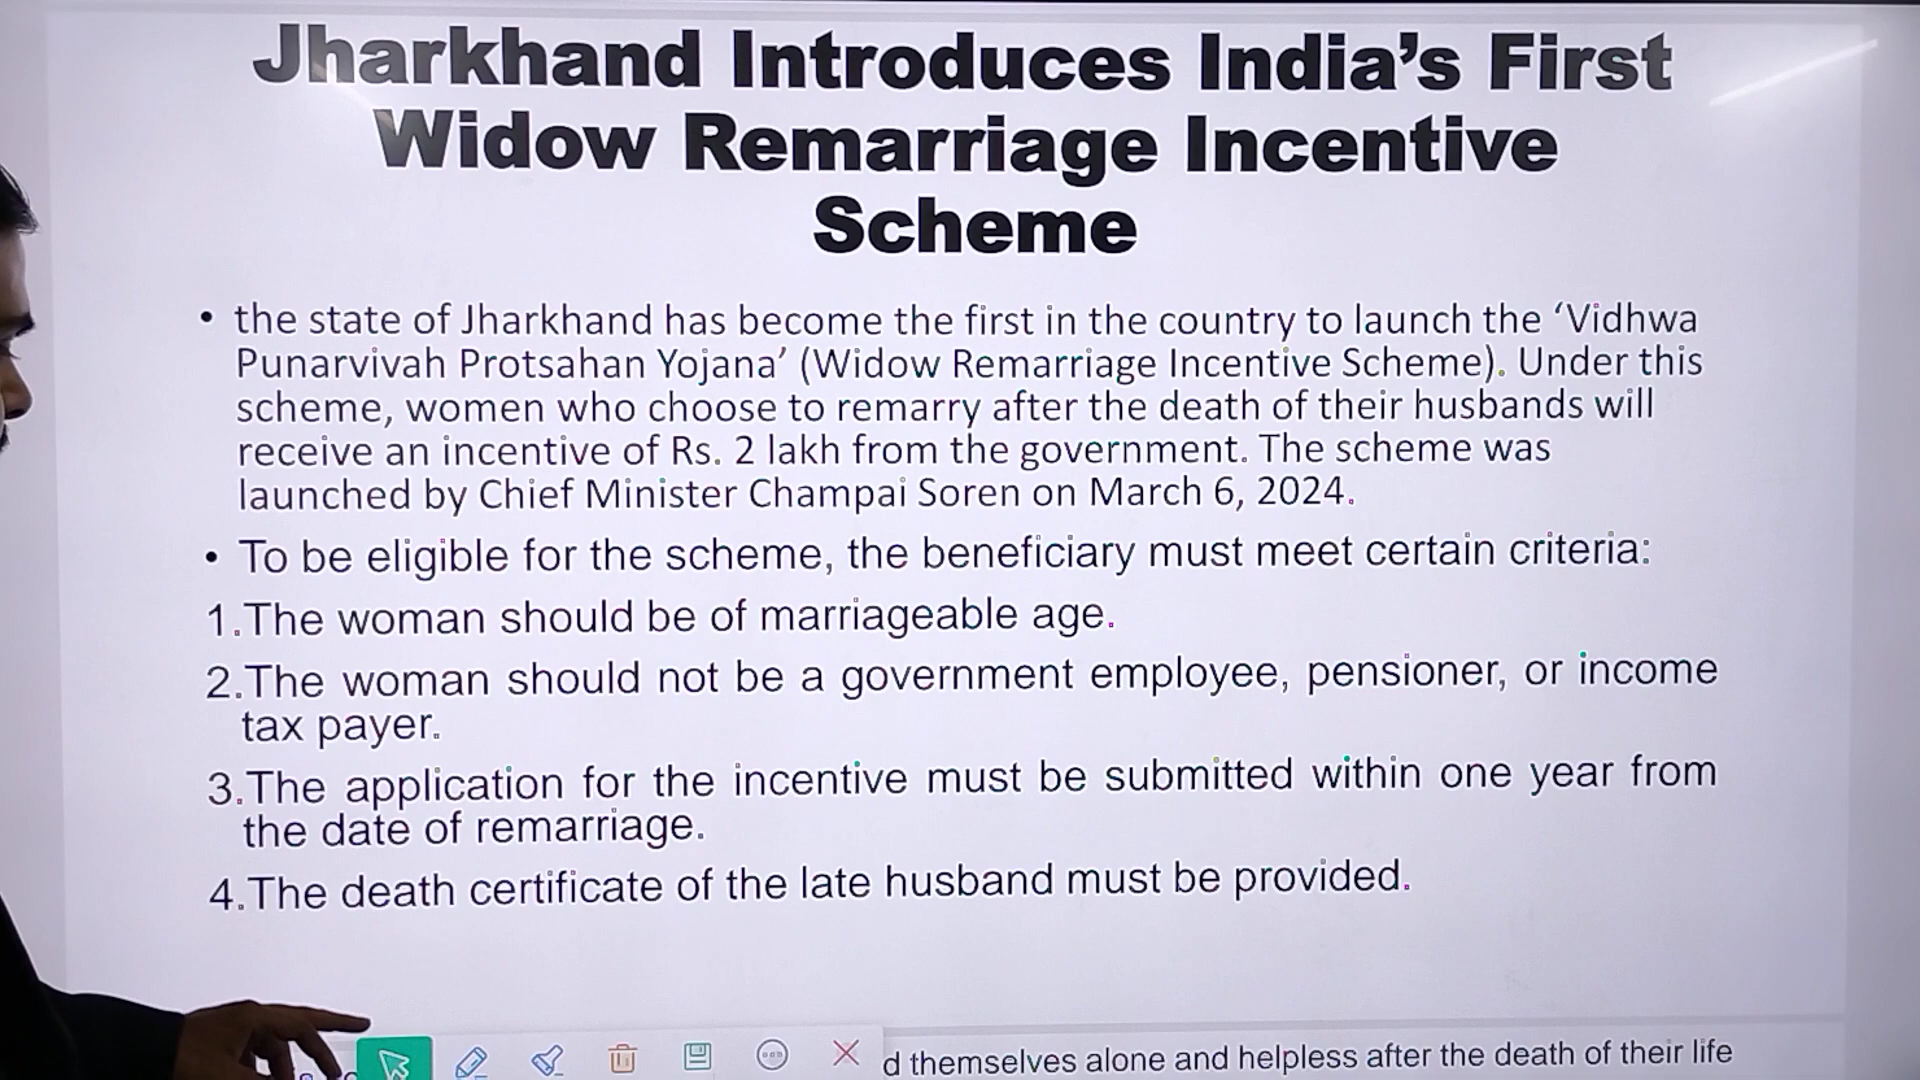 Jharkhand Introduces India's First
Widow Remarriage Incentive
Scheme
• the state of Jharkhand has become the first in the country to launch the ‘Vidhwa
Punarvivah Protsahan Yojana’ (Widow Remarriage Incentive Scheme). Under this
scheme, women who choose to remarry after the death of their husbands will
receive an incentive of Rs. 2 lakh from the government. The scheme was
launched by Chief Minister Champai Soren on March 6, 2024.
• To be eligible for the scheme, the beneficiary must meet certain criteria:
1.The woman should be of marriageable age.
2.The woman should not be a government employee, pensioner, or income
tax payer.
3.The application for the incentive must be submitted within one year from
the date of remarriage.
4.The death certificate of the late husband must be provided.
themselves alone and helpless after the death of their life